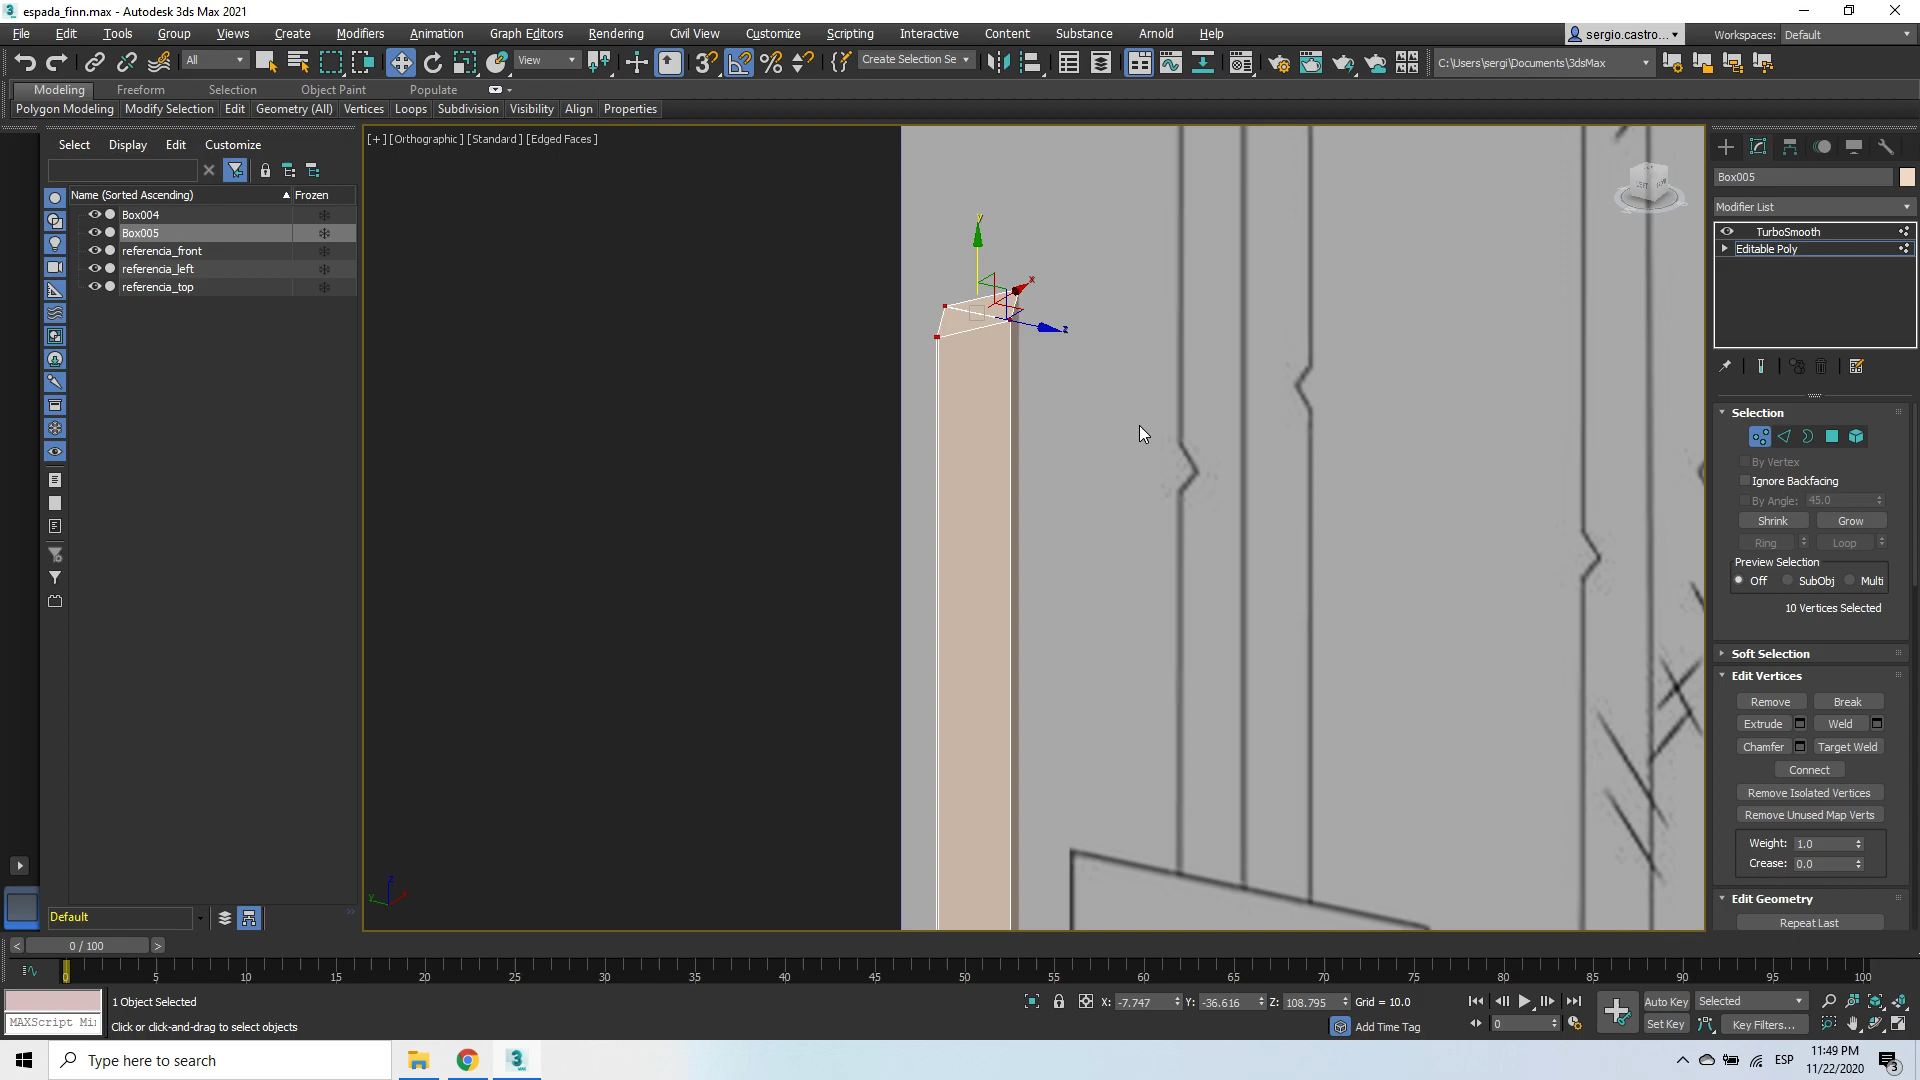 espada_finn.max - Autodesk 3ds Max 2021
File Edit Tools Group Views Create Modifiers Animation Graph Editors Rendering Civil View Customize Scripting Interactive Content Substance Arnold Help
sergio.castro... Workspaces: Default
All View Create Selection Se C:\Users\sergi\Documents\3dsMax
Modeling Freeform Selection Object Paint Populate
Polygon Modeling Modify Selection Edit Geometry (All) Vertices Loops Subdivision Visibility Align Properties
Select Display Edit Customize
Name (Sorted Ascending) Frozen
Box004
Box005
referencia_front
referencia_left
referencia_top
Default
[+] [Orthographic] [Standard] [Edged Faces]
y
x
z
z
y
Box005
Modifier List
TurboSmooth
Editable Poly
Selection
By Vertex
Ignore Backfacing
By Angle: 45.0
Shrink Grow
Ring Loop
Preview Selection
Off SubObj Multi
10 Vertices Selected
Soft Selection
Edit Vertices
Remove Break
Extrude Weld
Chamfer Target Weld
Connect
Remove Isolated Vertices
Remove Unused Map Verts
Weight: 1.0
Crease: 0.0
Edit Geometry
Repeat Last
0 / 100
0 5 10 15 20 25 30 35 40 45 50 55 60 65 70 75 80 85 90 95 100
1 Object Selected
X: -7.747 Y: -36.616 Z: 108.795 Grid = 10.0
Auto Key Selected
MAXScript Mi
Click or click-and-drag to select objects
Add Time Tag
0
Set Key Key Filters...
Type here to search
ESP
11:49 PM
11/22/2020
3